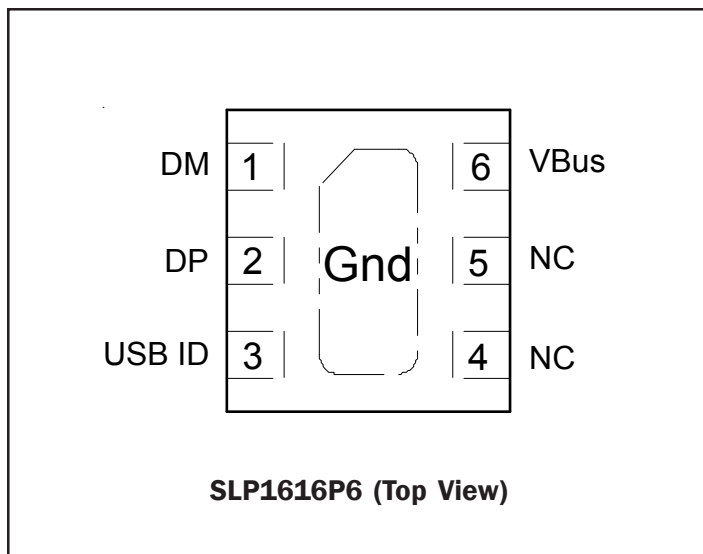 DM 1 6 VBus
DP 2 Gnd 5 NC
USB ID 3 4 NC
SLP1616P6 (Top View)